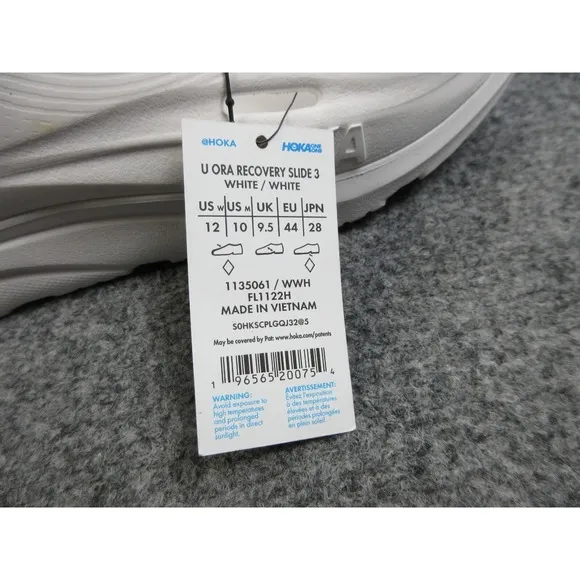 @HOKA
HOKA ONE ONE
U ORA RECOVERY SLIDE 3
WHITE / WHITE
US W US M UK EU JPN
12 10 9.5 44 28
1135061 / WWH
FL1122H
MADE IN VIETNAM
S0HKSCPLGQJ32@5
May be covered by Pat: www.hoka.com/patents
1 96565 20075 4
WARNING:
Avoid exposure to
high temperatures
and prolonged
periods in direct
sunlight.
AVERTISSEMENT:
Évitez l'exposition
à des températures
élevées et à des
périodes prolongées
en plein soleil.
A